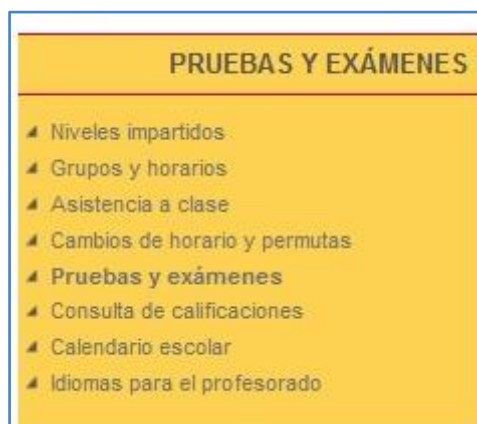 PRUEBAS Y EXÁMENES
Niveles impartidos
Grupos y horarios
Asistencia a clase
Cambios de horario y permutas
Pruebas y exámenes
Consulta de calificaciones
Calendario escolar
Idiomas para el profesorado